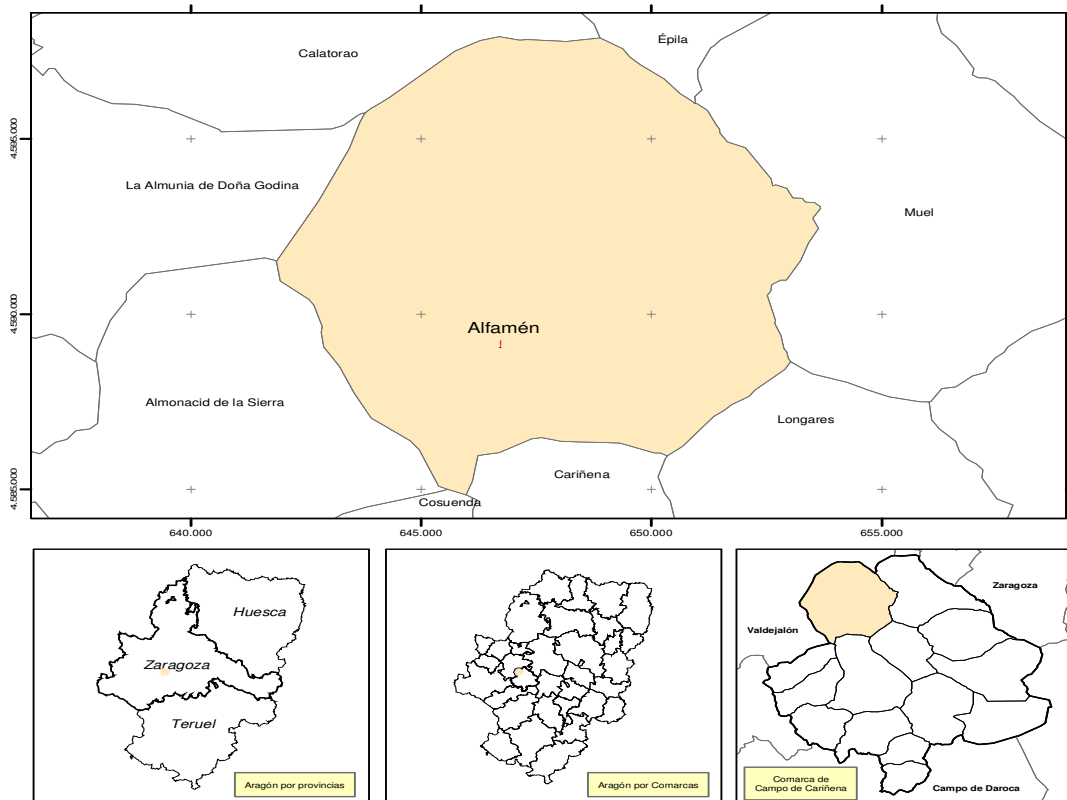 Calatorao
Épila
4.595.000
La Almunia de Doña Godina
Muel
4.590.000
Alfamén
Almonacid de la Sierra
Longares
Cariñena
4.585.000
Cosuenda
640.000
645.000
650.000
655.000
Huesca
Zaragoza
Teruel
Aragón por provincias
Aragón por Comarcas
Zaragoza
Valdejalón
Comarca de
Campo de Cariñena
Campo de Daroca